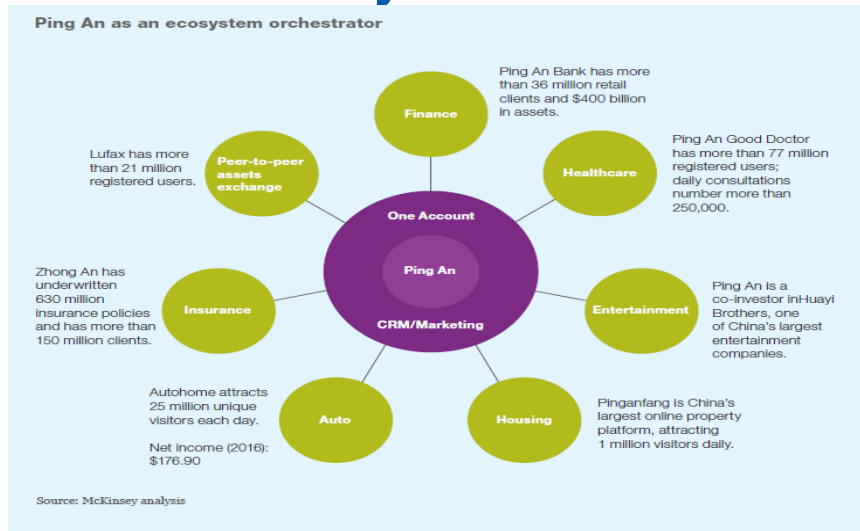 Ping An as an ecosystem orchestrator
Finance
Ping An Bank has more
than 36 million retail
clients and $400 billion
in assets.
Healthcare
Ping An Good Doctor
has more than 77 million
registered users;
daily consultations
number more than
250,000.
Lufax has more
than 21 million
registered users.
Peer-to-peer
assets
exchange
One Account
Ping An
CRM/Marketing
Zhong An has
underwritten
630 million
insurance policies
and has more than
150 million clients.
Insurance
Entertainment
Ping An is a
co-investor inHuayi
Brothers, one
of China's largest
entertainment
companies.
Autohome attracts
25 million unique
visitors each day.
Net income (2016):
$176.90
Auto
Housing
Pinganfang is China's
largest online property
platform, attracting
1 million visitors daily.
Source: McKinsey analysis